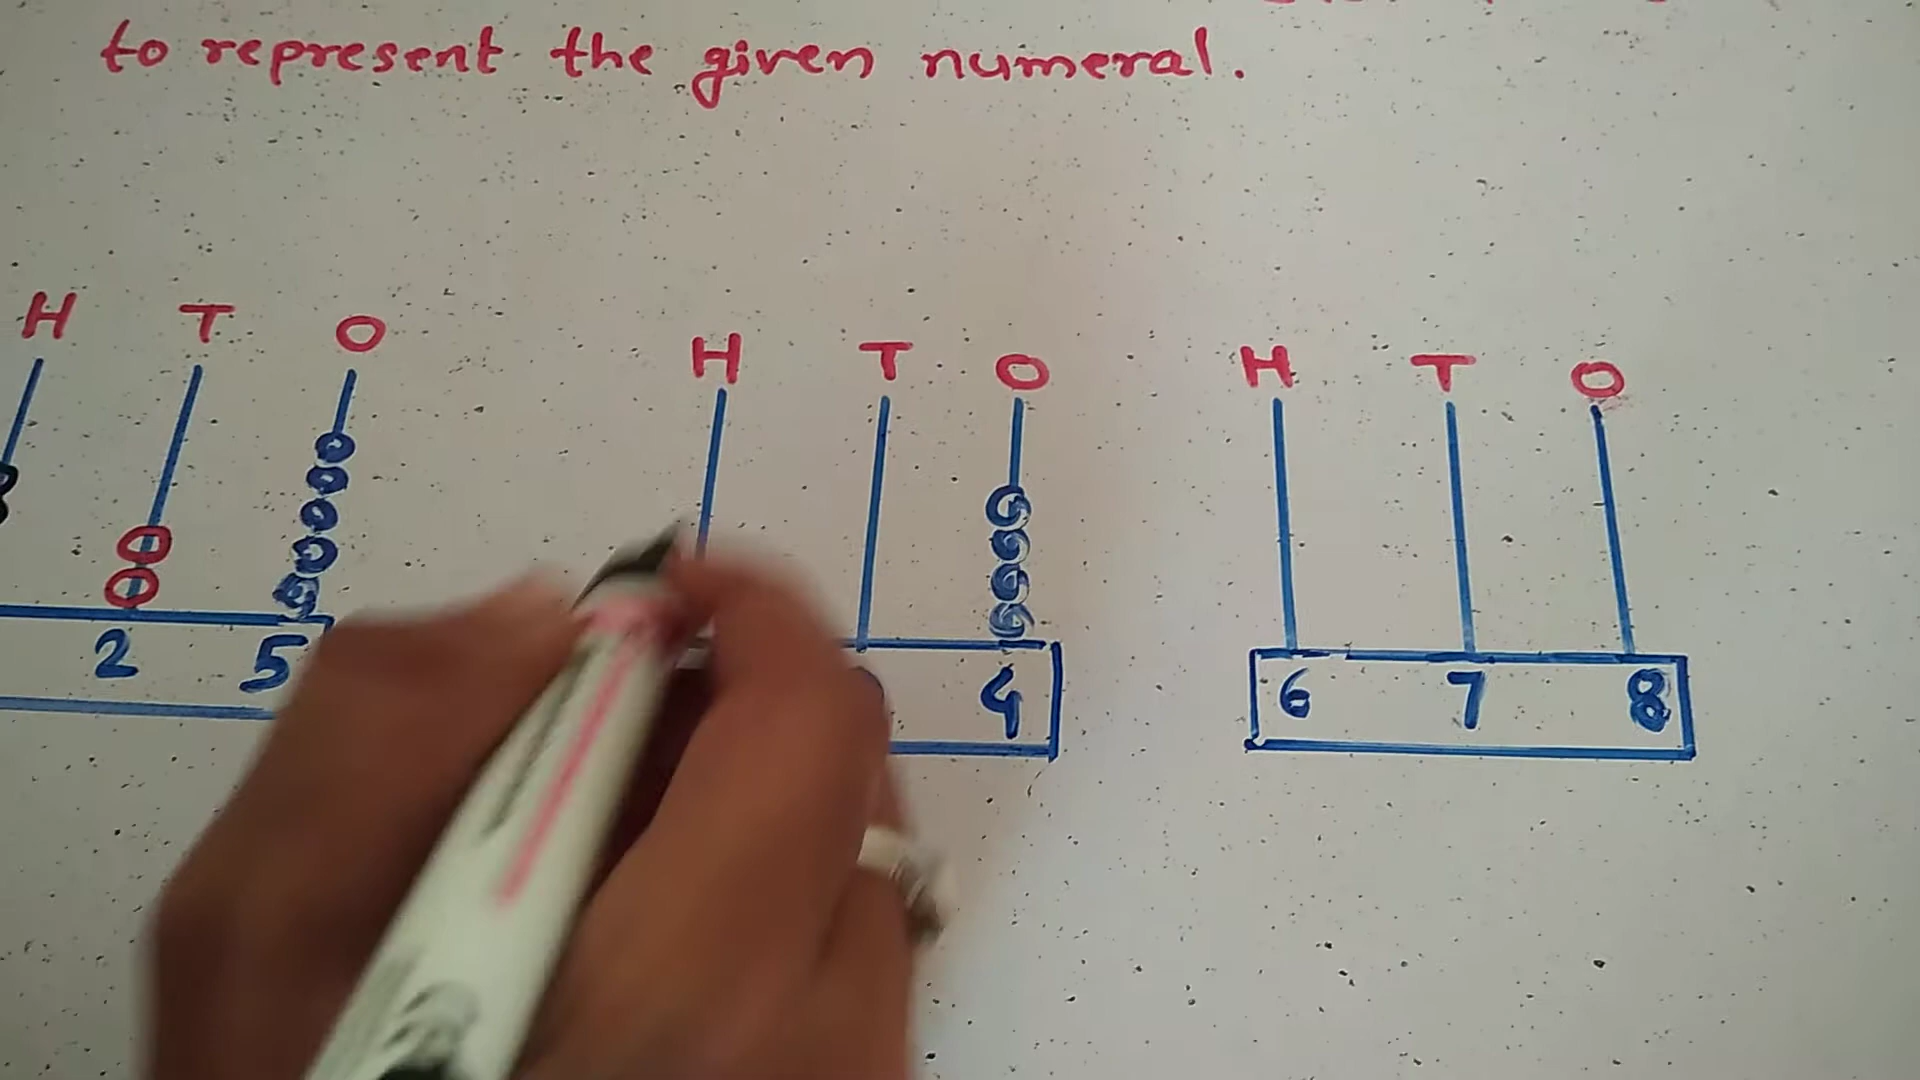 to represent the given numeral.
H T O H T O H T O
2 5 4 6 7 8